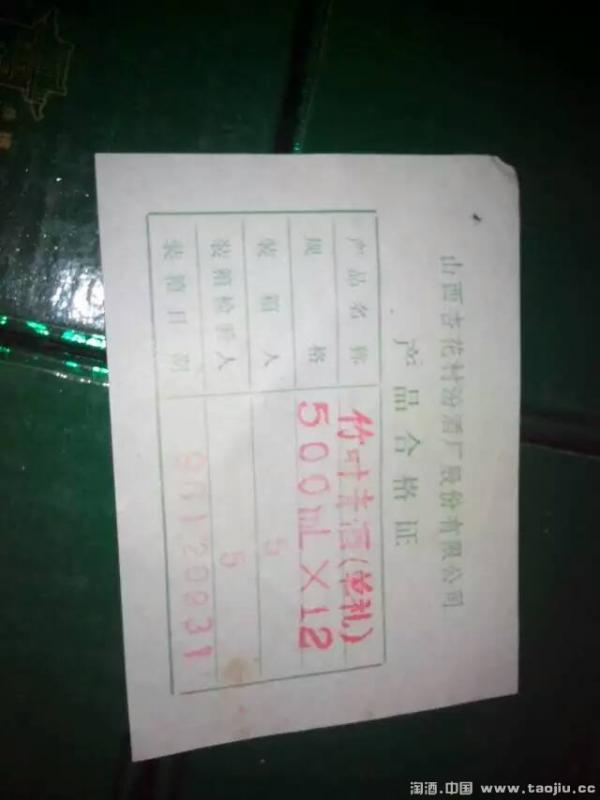 山西杏花村汾酒厂股份有限公司
产品合格证
产品名称 竹叶青酒(单礼)
规格 500mL×12
装箱人 5
装箱检验人 5
装箱日期
淘酒.中国 www.taojiu.cc